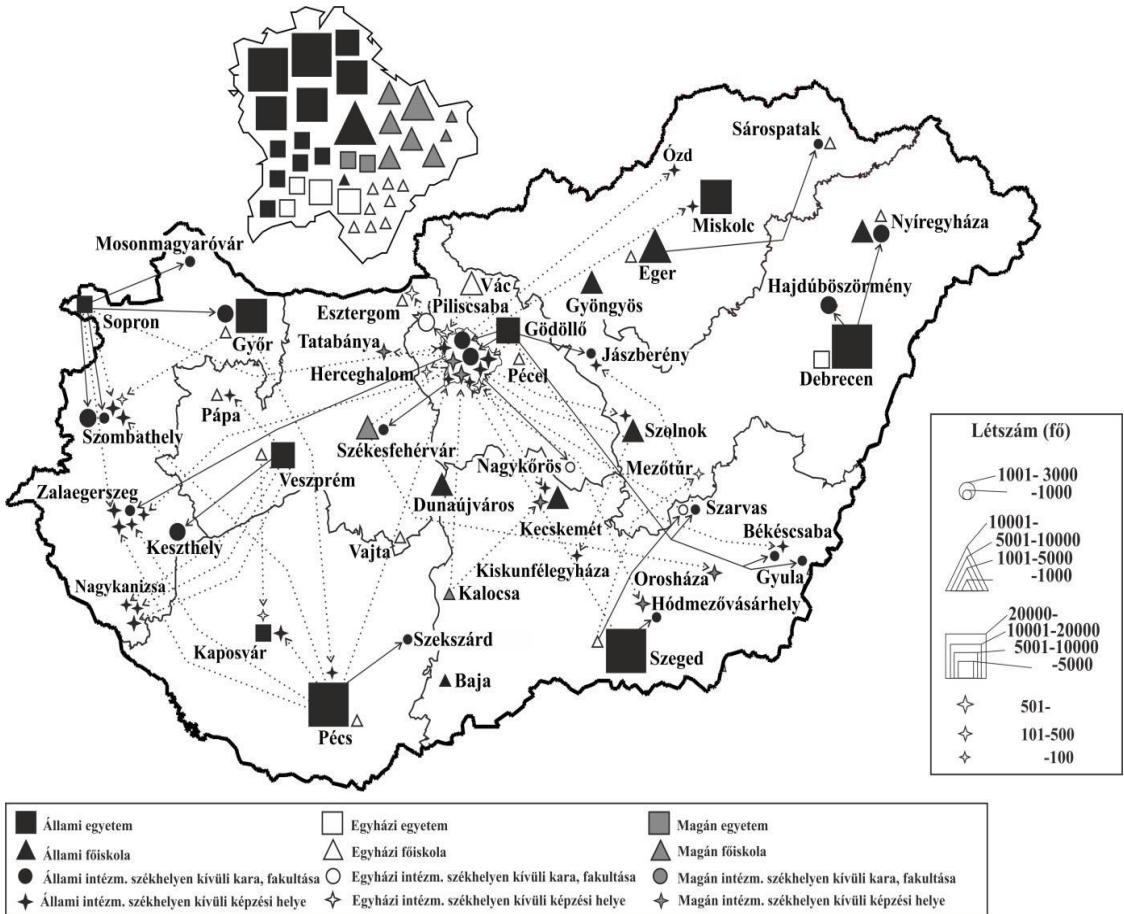 Sárospatak
Ózd
Miskolc
Nyíregyháza
Mosonmagyaróvár
Eger
Vác
Hajdúböszörmény
Esztergom
Piliscsaba
Gyöngyös
Sopron
Győr
Tatabánya
Gödöllő
Jászberény
Herceghalom
Pécel
Debrecen
Pápa
Szombathely
Székesfehérvár
Szolnok
Veszprém
Nagykőrös
Mezőtúr
Zalaegerszeg
Dunaújváros
Kecskemét
Szarvas
Keszthely
Vajta
Békéscsaba
Kiskunfélegyháza
Gyula
Nagykanizsa
Orosháza
Kalocsa
Hódmezővásárhely
Kaposvár
Szekszárd
Szeged
Baja
Pécs
Létszám (fő)
1001- 3000
-1000
10001-
5001-10000
1001-5000
-1000
20000-
10001-20000
5001-10000
-5000
501-
101-500
-100
Állami egyetem
Egyházi egyetem
Magán egyetem
Állami főiskola
Egyházi főiskola
Magán főiskola
Állami intézm. székhelyen kívüli kara, fakultása
Egyházi intézm. székhelyen kívüli kara, fakultása
Magán intézm. székhelyen kívüli kara, fakultása
Állami intézm. székhelyen kívüli képzési helye
Egyházi intézm. székhelyen kívüli képzési helye
Magán intézm. székhelyen kívüli képzési helye